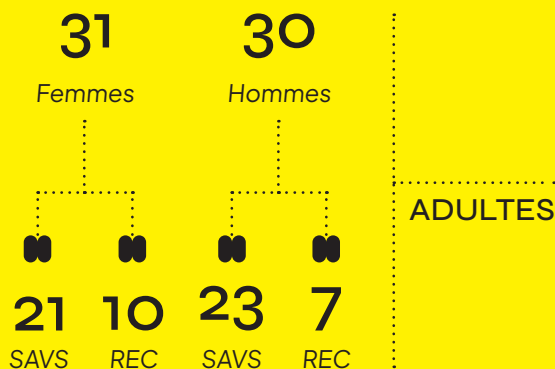 31 30
Femmes Hommes
ADULTES
21 10 23 7
SAVS REC SAVS REC